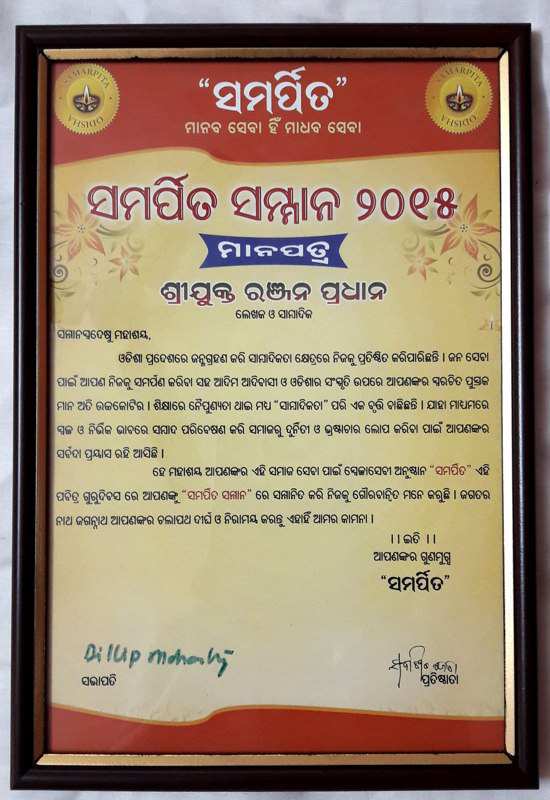 SAMARPITA
ODISHA
SAMARPITA
ODISHA
“ସମର୍ପିତ”
ମାନବ ସେବା ହିଁ ମାଧବ ସେବା
ସମର୍ପିତ ସମ୍ମାନ ୨୦୧୫
ମାନପତ୍ର
ଶ୍ରୀଯୁକ୍ତ ରଞ୍ଜନ ପ୍ରଧାନ
ଲେଖକ ଓ ସାମ୍ବାଦିକ
ସମ୍ମାନାସ୍ପଦେଷୁ ମହାଶୟ,
ଓଡିଶା ପ୍ରଦେଶରେ ଜନ୍ମଗ୍ରହଣ କରି ସାମ୍ବାଦିକତା କ୍ଷେତ୍ରରେ ନିଜକୁ ପ୍ରତିଷ୍ଠିତ କରିପାରିଛନ୍ତି । ଜନ ସେବା
ପାଇଁ ଆପଣ ନିଜକୁ ସମର୍ପଣ କରିବା ସହ ଆଦିମ ଆଦିବାସୀ ଓ ଓଡିଶାର ସଂସ୍କୃତି ଉପରେ ଆପଣଙ୍କର ସ୍ୱରଚିତ ପୁସ୍ତକ
ମାନ ଅତି ଉଚ୍ଚକୋଟିର । ଶିକ୍ଷାରେ ନୈପୁଣ୍ୟତା ଥାଇ ମଧ୍ୟ “ସାମ୍ବାଦିକତା” ପରି ଏକ ବୃତ୍ତି ବାଛିଛନ୍ତି । ଯାହା ମାଧ୍ୟମରେ
ସ୍ୱଚ୍ଛ ଓ ନିର୍ଭିକ ଭାବରେ ସମ୍ବାଦ ପରିବେଷଣ କରି ସମାଜରୁ ଦୁର୍ନିତୀ ଓ ଭ୍ରଷ୍ଟାଚାର ଲୋପ କରିବା ପାଇଁ ଆପଣଙ୍କର
ସର୍ବଦା ପ୍ରୟାସ ରହି ଆସିଛି ।
ହେ ମହାଶୟ ଆପଣଙ୍କର ଏହି ସମାଜ ସେବା ପାଇଁ ସ୍ୱେଚ୍ଛାସେବୀ ଅନୁଷ୍ଠାନ “ସମର୍ପିତ” ଏହି
ପବିତ୍ର ଗୁରୁଦିବସ ରେ ଆପଣଙ୍କୁ “ସମର୍ପିତ ସମ୍ମାନ” ରେ ସମ୍ମାନିତ କରି ନିଜକୁ ଗୌରବାନ୍ୱିତ ମନେ କରୁଛି । ଜଗତର
ନାଥ ଜଗନ୍ନାଥ ଆପଣଙ୍କର ଚଲାପଥ ଦୀର୍ଘ ଓ ନିରାମୟ କରନ୍ତୁ ଏହାହିଁ ଆମର କାମନା ।
।। ଇତି ।।
ଆପଣଙ୍କର ଗୁଣମୁଗ୍ଧ
“ସମର୍ପିତ”
Dillip Mohanty
ସଭାପତି
ପ୍ରତିଷ୍ଠାତା